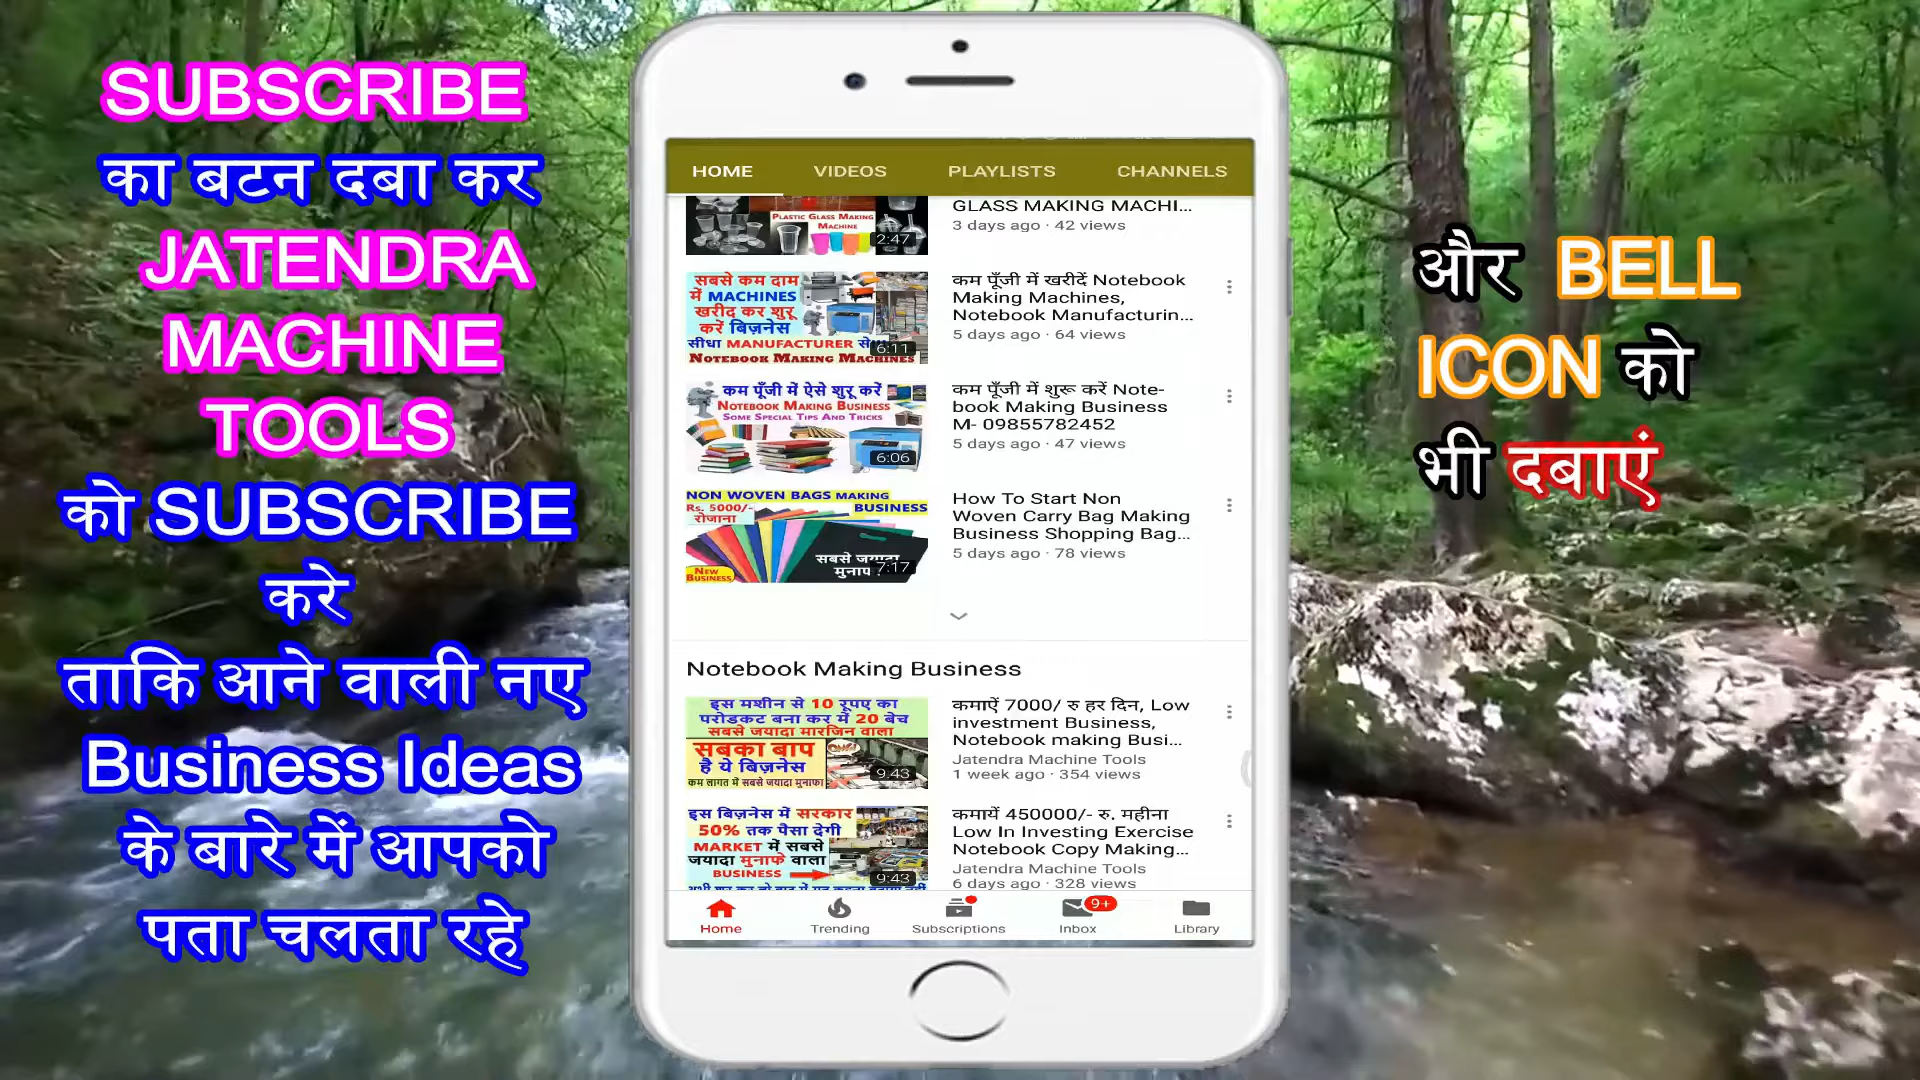 SUBSCRIBE
का बटन दबा कर
JATENDRA
MACHINE
TOOLS
को SUBSCRIBE
करे
ताकि आने वाली नए
Business Ideas
के बारे में आपको
पता चलता रहे
HOME VIDEOS PLAYLISTS CHANNELS
PLASTIC GLASS MAKING
MACHINE
2:47
GLASS MAKING MACHI...
3 days ago · 42 views
सबसे कम दाम
में MACHINES
खरीद कर शुरू
करें बिज़नेस
सीधा MANUFACTURER से
6:11
NOTEBOOK MAKING MACHINES
कम पूँजी में खरीदें Notebook
Making Machines,
Notebook Manufacturin...
5 days ago · 64 views
कम पूँजी में ऐसे शुरू करें
NOTEBOOK MAKING BUSINESS
SOME SPECIAL TIPS AND TRICKS
6:06
कम पूँजी में शुरू करें Note-
book Making Business
M- 09855782452
5 days ago · 47 views
NON WOVEN BAGS MAKING
BUSINESS
Rs. 5000/-
रोजाना
सबसे जयादा
मुनाफ
7:17
NEW
BUSINESS
How To Start Non
Woven Carry Bag Making
Business Shopping Bag...
5 days ago · 78 views
Notebook Making Business
इस मशीन से 10 रूपए का
परोडकट बना कर में 20 बेच
सबसे जयादा मारजिन वाला
सबका बाप
है ये बिज़नेस
OMG!
कम लागत में सबसे जयादा मुनाफा
9:43
कमाऐं 7000/ रु हर दिन, Low
investment Business,
Notebook making Busi...
Jatendra Machine Tools
1 week ago · 354 views
इस बिज़नेस में सरकार
50% तक पैसा देगी
MARKET में सबसे
जयादा मुनाफे वाला
BUSINESS
9:43
कमायें 450000/- रु. महीना
Low In Investing Exercise
Notebook Copy Making...
Jatendra Machine Tools
6 days ago · 328 views
9+
Home Trending Subscriptions Inbox Library
और BELL
ICON को
भी दबाएं